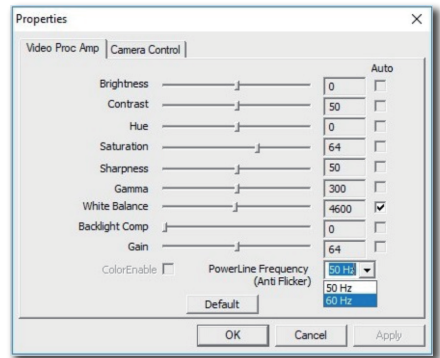 Properties
Video Proc Amp Camera Control
Auto
Brightness 0
Contrast 50
Hue 0
Saturation 64
Sharpness 50
Gamma 300
White Balance 4600
Backlight Comp 0
Gain 64
ColorEnable PowerLine Frequency 50 Hz
(Anti Flicker)
50 Hz
60 Hz
Default
OK Cancel Apply